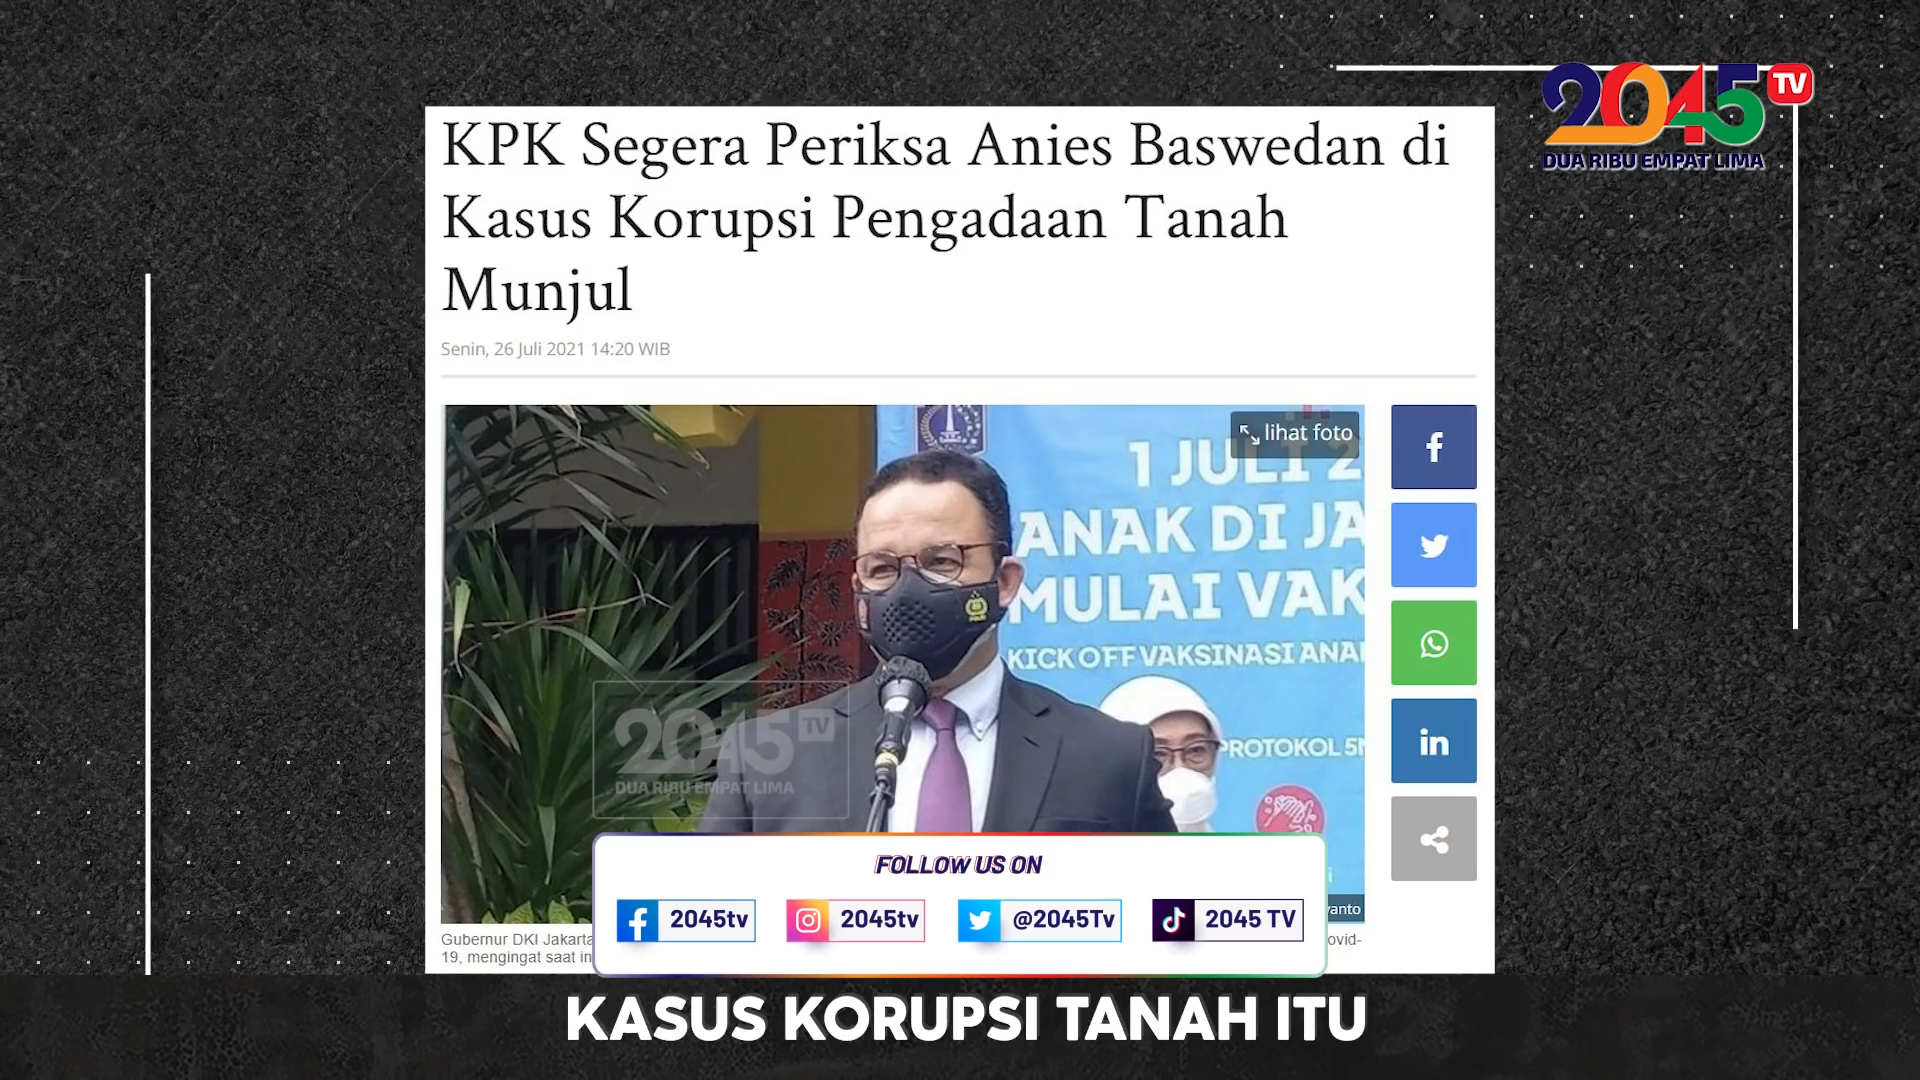 2045 TV
DUA RIBU EMPAT LIMA
KPK Segera Periksa Anies Baswedan di
Kasus Korupsi Pengadaan Tanah
Munjul
Senin, 26 Juli 2021 14:20 WIB
lihat foto
1 JULI 2
ANAK DI JA
MULAI VAK
KICK OFF VAKSINASI ANA
PROTOKOL 5M
2045 TV
DUA RIBU EMPAT LIMA
FOLLOW US ON
2045tv
2045tv
@2045Tv
2045 TV
yanto
Gubernur DKI Jakarta
ovid-
19, mengingat saat in
KASUS KORUPSI TANAH ITU